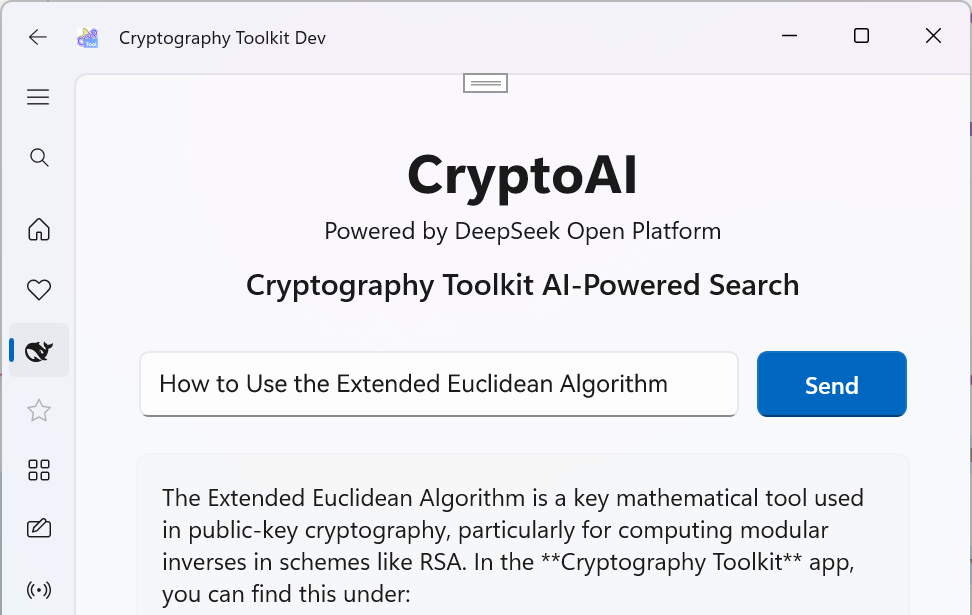 Cryptography Toolkit Dev
CryptoAI
Powered by DeepSeek Open Platform
Cryptography Toolkit AI-Powered Search
How to Use the Extended Euclidean Algorithm
Send
The Extended Euclidean Algorithm is a key mathematical tool used
in public-key cryptography, particularly for computing modular
inverses in schemes like RSA. In the **Cryptography Toolkit** app,
you can find this under: